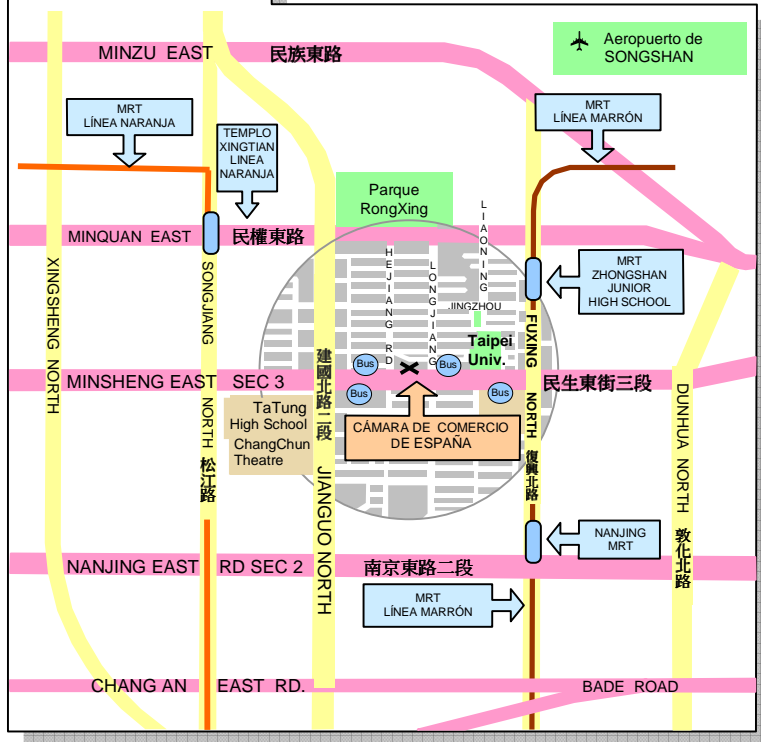 Aeropuerto de
SONGSHAN
MINZU EAST 民族東路
MRT
LÍNEA NARANJA
MRT
LÍNEA MARRÓN
TEMPLO
XINGTIAN
LINEA
NARANJA
Parque
RongXing
LIAONING
MINQUAN EAST 民權東路
XINGSHENG NORTH
SONGJIANG NORTH 松江路
HEJIANG RD
LONGJIANG
JINGZHOU
MRT
ZHONGSHAN
JUNIOR
HIGH SCHOOL
FUXING NORTH 復興北路
Taipei
Univ.
建國北路二段 JIANGUO NORTH
Bus
Bus
MINSHENG EAST SEC 3 民生東街三段
Bus
Bus
DUNHUA NORTH 敦化北路
TaTung
High School
ChangChun
Theatre
CÁMARA DE COMERCIO
DE ESPAÑA
NANJING
MRT
NANJING EAST RD SEC 2 南京東路二段
MRT
LÍNEA MARRÓN
CHANG AN EAST RD. BADE ROAD